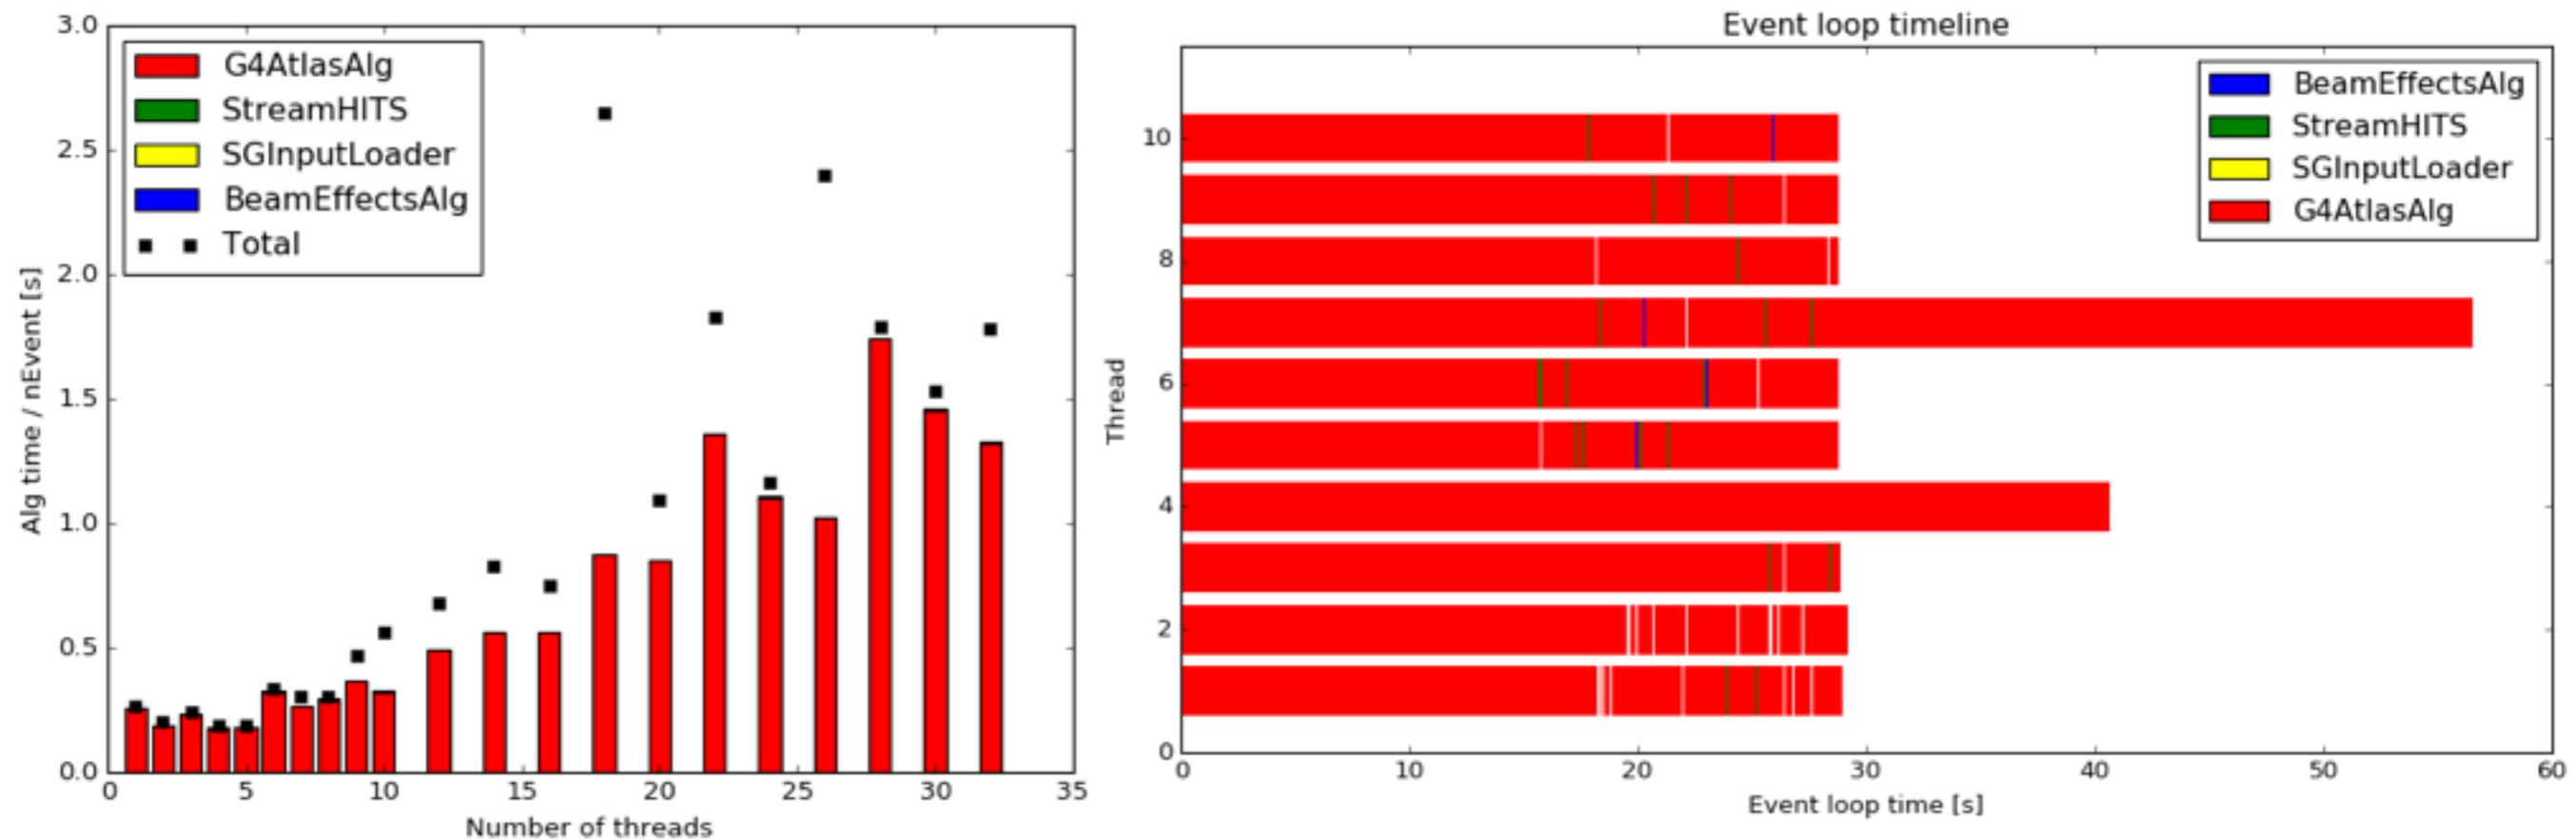 3.0
2.5
2.0
1.5
1.0
0.5
0.0
Alg time / nEvent [s]
G4AtlasAlg
StreamHITS
SGInputLoader
BeamEffectsAlg
Total
0 5 10 15 20 25 30 35
Number of threads
Event loop timeline
BeamEffectsAlg
StreamHITS
SGInputLoader
G4AtlasAlg
10
8
6
4
2
0
Thread
0 10 20 30 40 50 60
Event loop time [s]